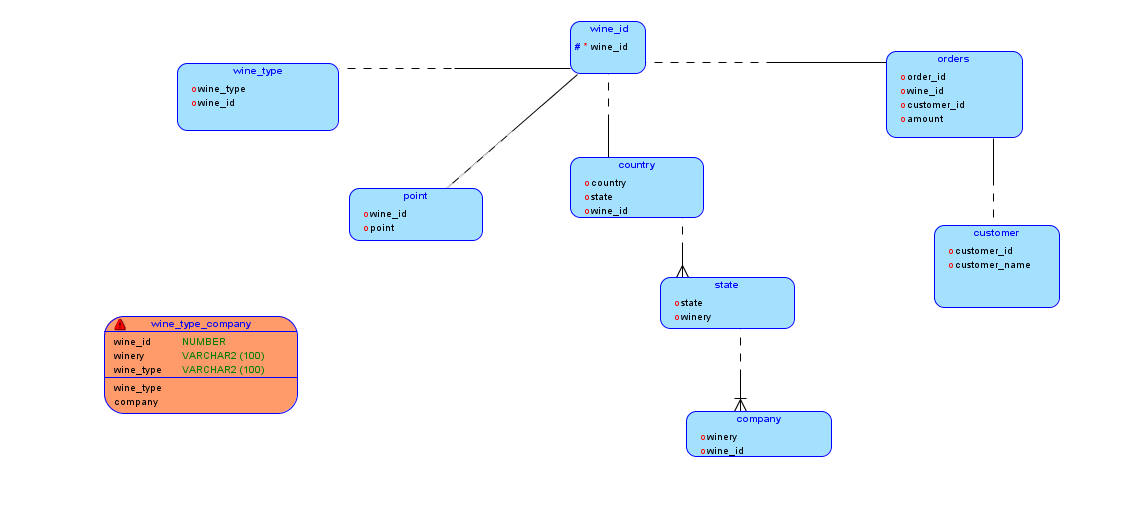 wine_id
# * wine_id
wine_type
o wine_type
o wine_id
orders
o order_id
o wine_id
o customer_id
o amount
country
o country
o state
o wine_id
point
o wine_id
o point
customer
o customer_id
o customer_name
state
o state
o winery
wine_type_company
wine_id NUMBER
winery VARCHAR2 (100)
wine_type VARCHAR2 (100)
wine_type
company
company
o winery
o wine_id